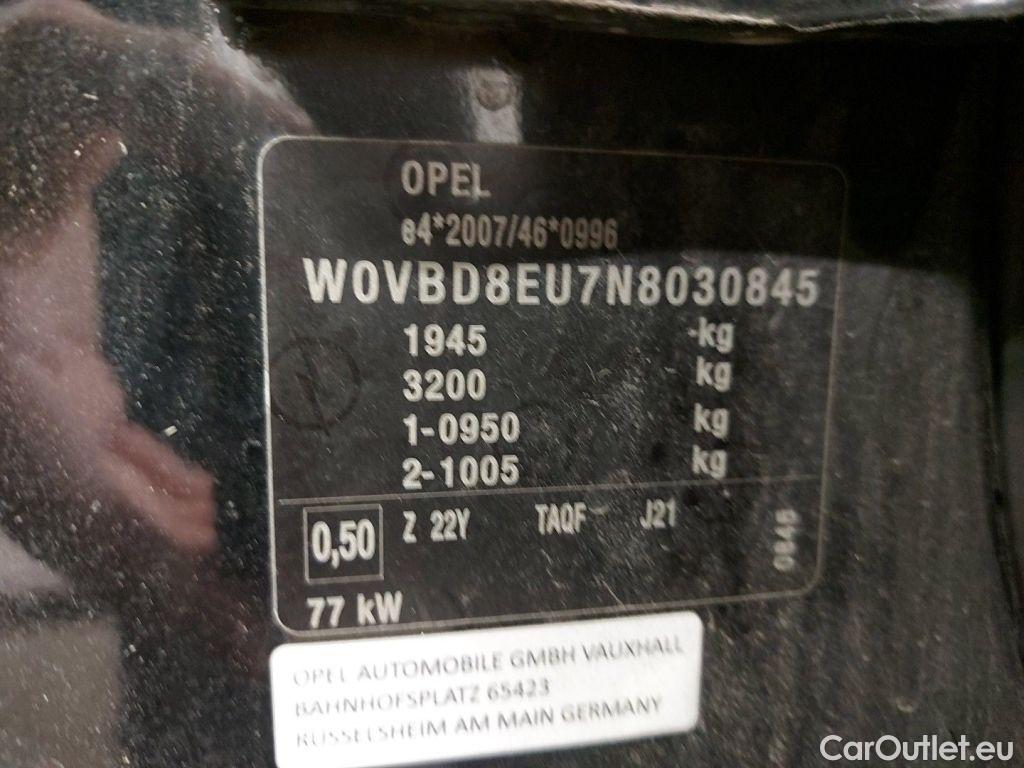 OPEL
e4*2007/46*0996
W0VBD8EU7N8030845
1945 kg
3200 kg
1-0950 kg
2-1005 kg
0,50 Z 22Y TAQF J21
0845
77 kW
OPEL AUTOMOBILE GMBH VAUXHALL
BAHNHOFSPLATZ 65423
RUSSELSHEIM AM MAIN GERMANY
CarOutlet.eu